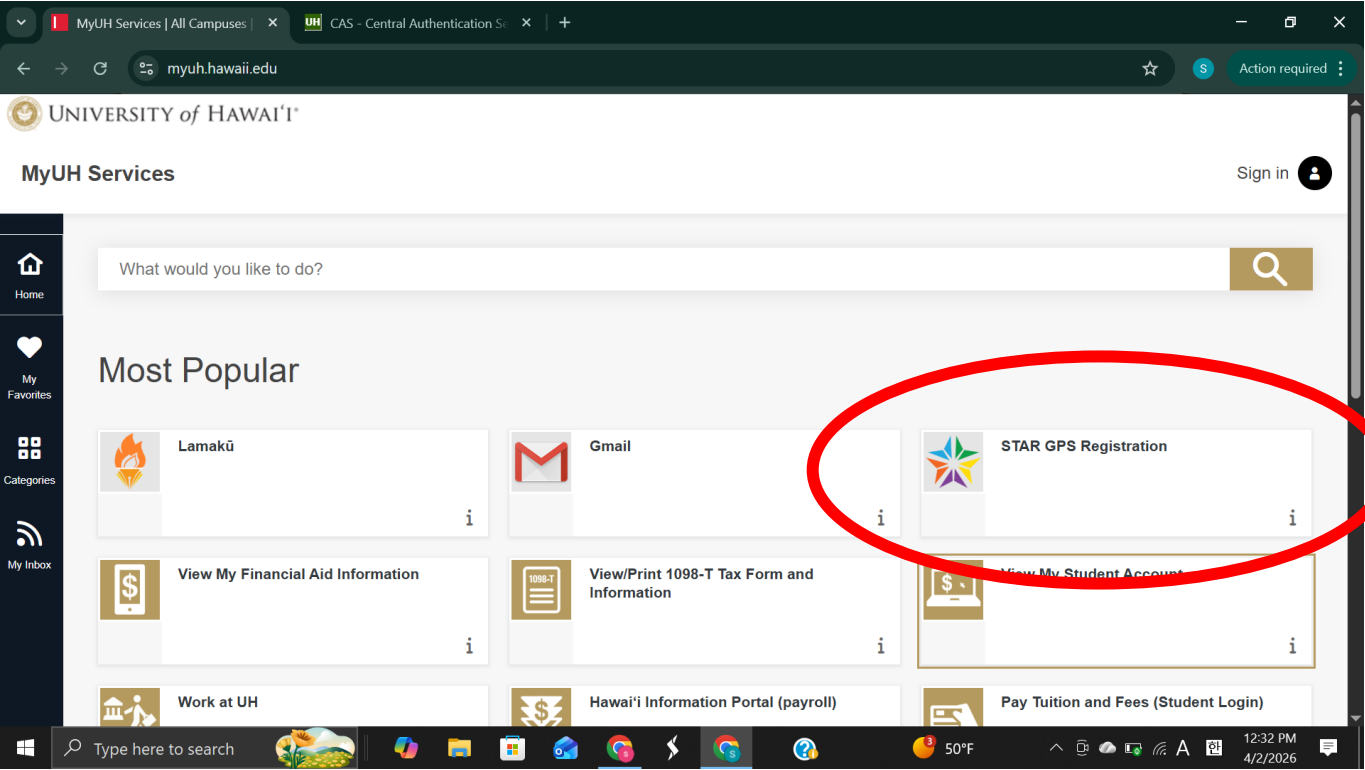 MyUH Services | All Campuses |
CAS - Central Authentication Se
myuh.hawaii.edu
S
Action required
UNIVERSITY of HAWAIʻI®
MyUH Services
Sign in
What would you like to do?
Home
My
Favorites
Categories
My Inbox
Most Popular
Lamakū
i
Gmail
i
STAR GPS Registration
i
$
View My Financial Aid Information
i
1098-T
View/Print 1098-T Tax Form and
Information
i
$
View My Student Account
i
Work at UH
$
Hawaiʻi Information Portal (payroll)
Pay Tuition and Fees (Student Login)
Type here to search
3
50°F
A
한
12:32 PM
4/2/2026